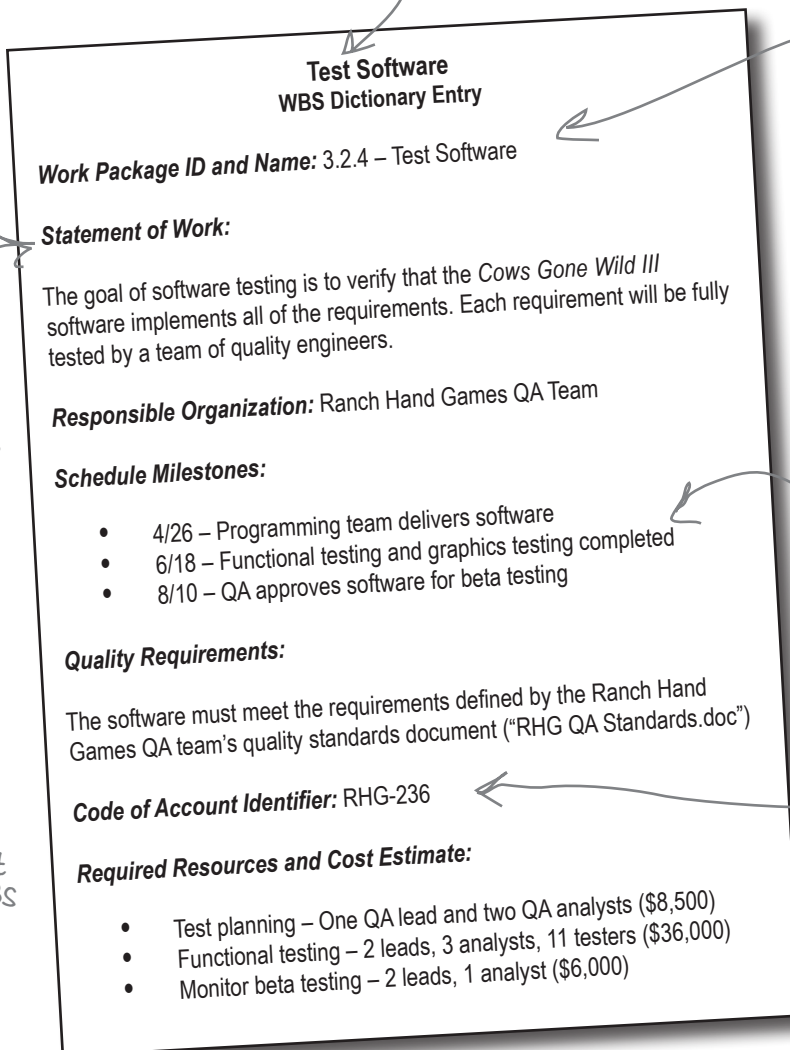 Test Software
WBS Dictionary Entry
Work Package ID and Name: 3.2.4 – Test Software
Statement of Work:
The goal of software testing is to verify that the Cows Gone Wild III
software implements all of the requirements. Each requirement will be fully
tested by a team of quality engineers.
Responsible Organization: Ranch Hand Games QA Team
Schedule Milestones:
• 4/26 – Programming team delivers software
• 6/18 – Functional testing and graphics testing completed
• 8/10 – QA approves software for beta testing
Quality Requirements:
The software must meet the requirements defined by the Ranch Hand
Games QA team’s quality standards document (“RHG QA Standards.doc”)
Code of Account Identifier: RHG-236
Required Resources and Cost Estimate:
• Test planning – One QA lead and two QA analysts ($8,500)
• Functional testing – 2 leads, 3 analysts, 11 testers ($36,000)
• Monitor beta testing – 2 leads, 1 analyst ($6,000)